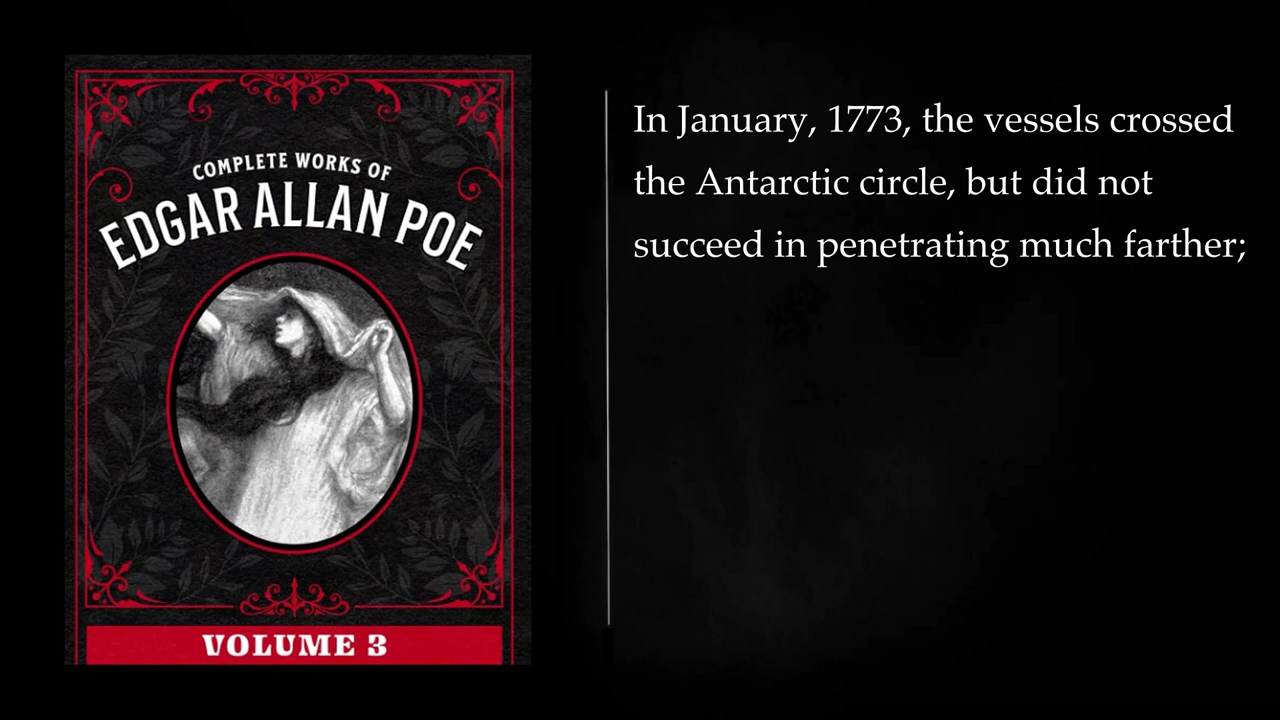 COMPLETE WORKS OF
EDGAR ALLAN POE
VOLUME 3
In January, 1773, the vessels crossed
the Antarctic circle, but did not
succeed in penetrating much farther;